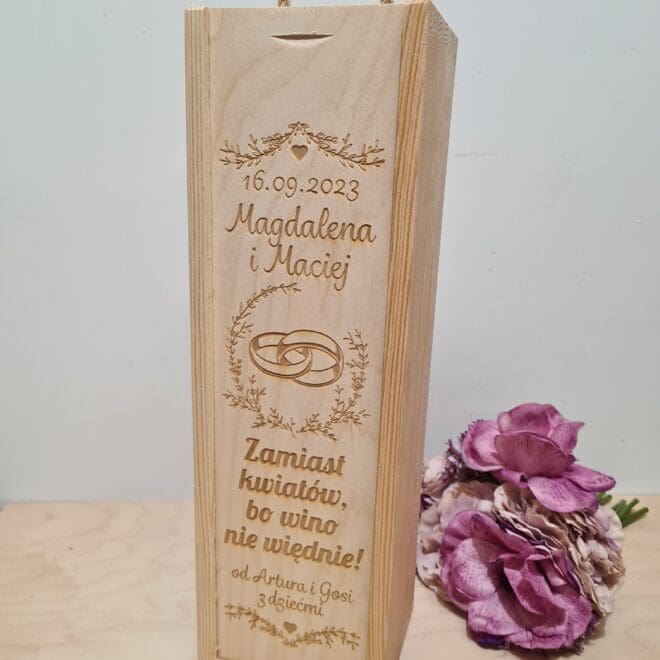 16.09.2023
Magdalena
i Maciej
Zamiast
kwiatów,
bo wino
nie więdnie!
od Artura i Gosi
z dziećmi